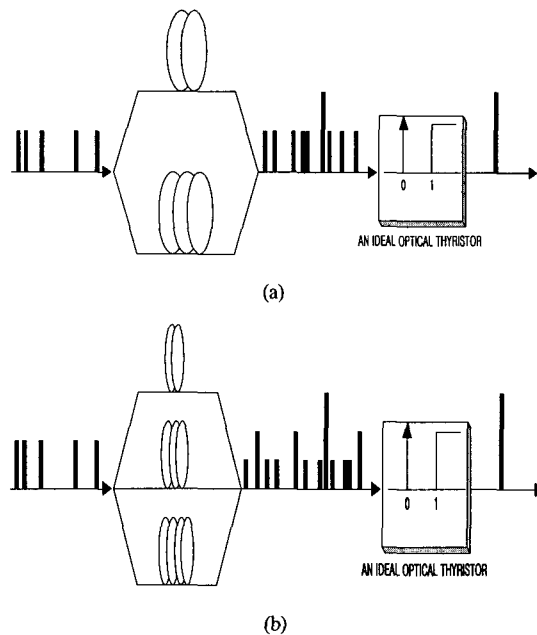 0 1
AN IDEAL OPTICAL THYRISTOR
(a)
0 1
AN IDEAL OPTICAL THYRISTOR
(b)